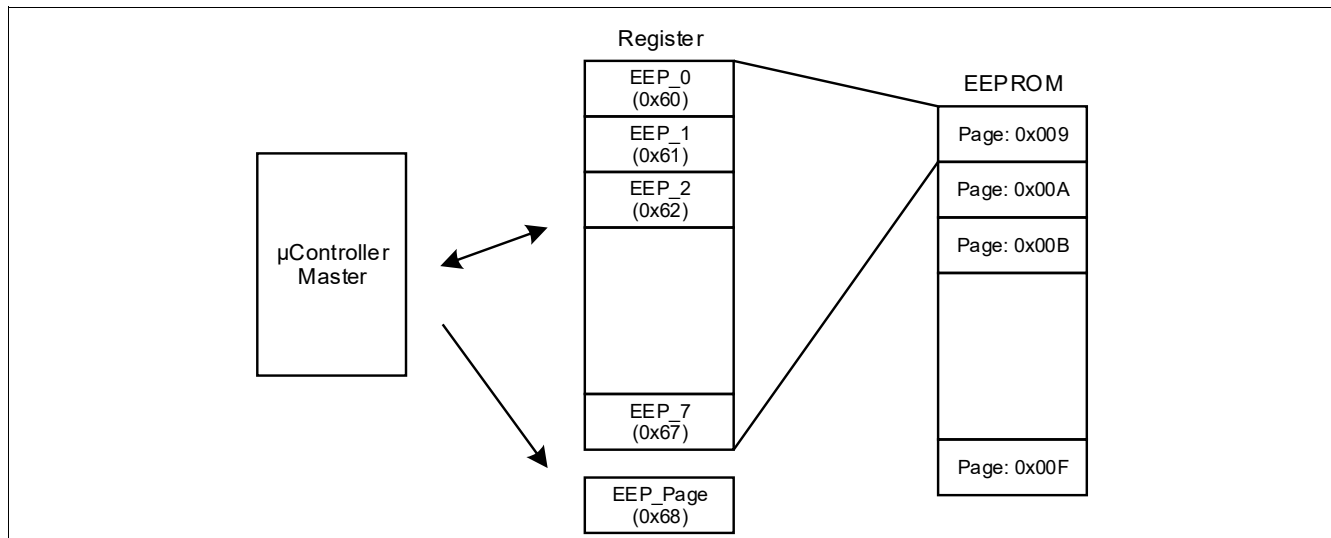 Register
EEP_0
(0x60)
EEP_1
(0x61)
EEP_2
(0x62)
EEP_7
(0x67)
EEP_Page
(0x68)
µController
Master
EEPROM
Page: 0x009
Page: 0x00A
Page: 0x00B
Page: 0x00F